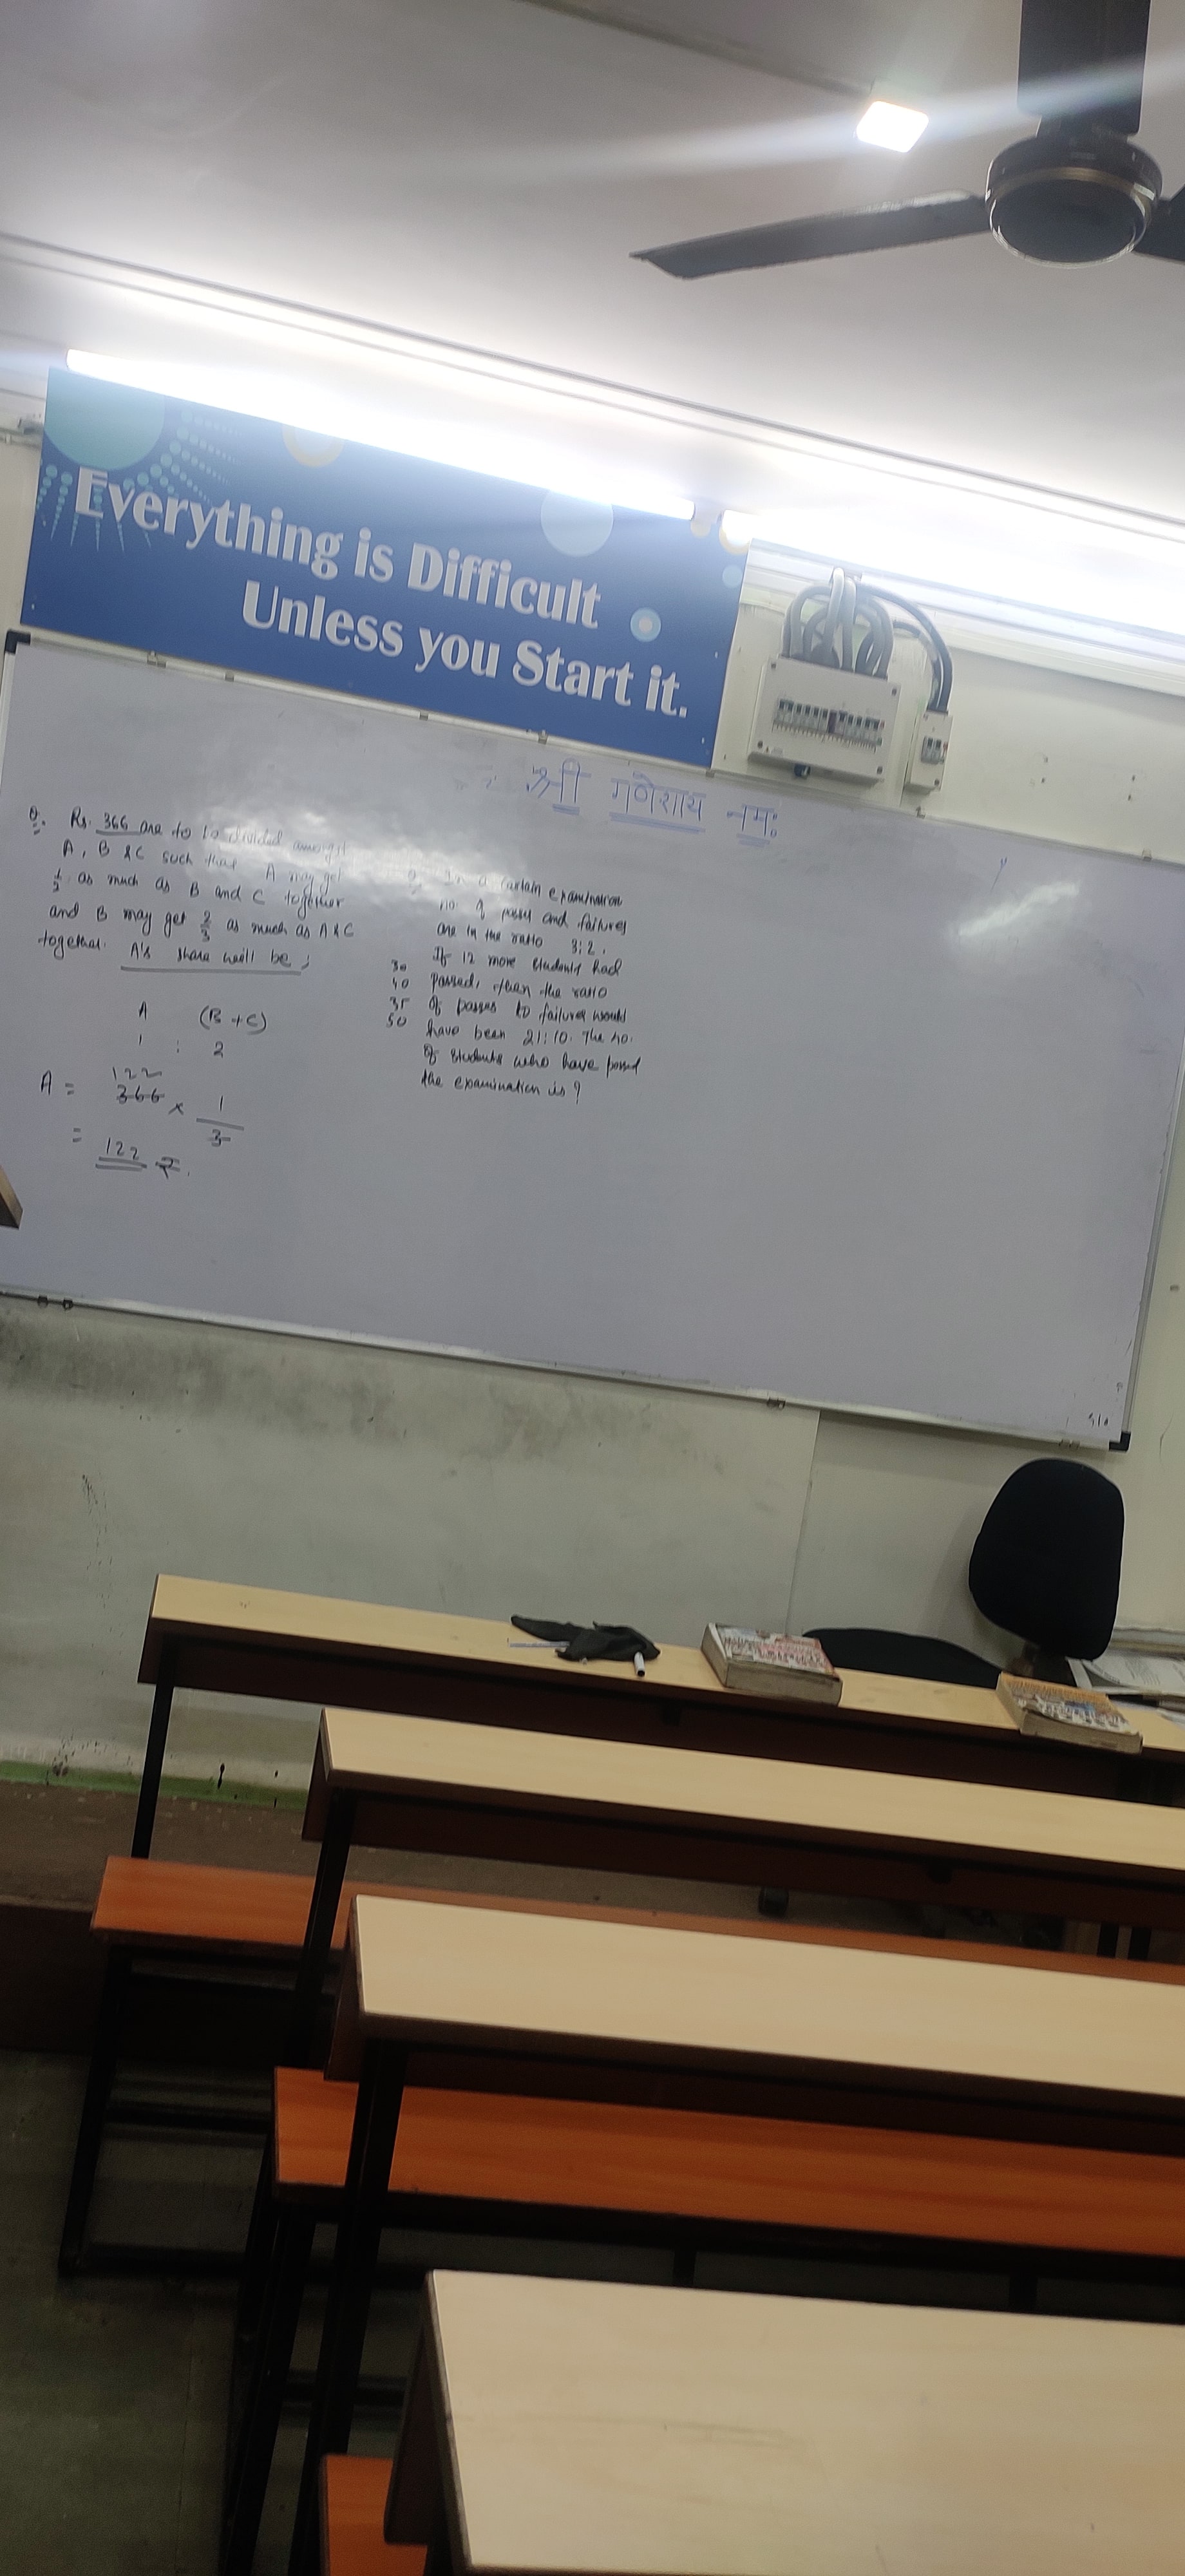 Everything is Difficult
Unless you Start it.
श्री गणेशाय नमः
Q. Rs. 366 are to be divided amongst
A, B & C such that A may get
1/2 as much as B and C together
and B may get 2/3 as much as A & C
together. A's share will be;
A (B + C)
1 : 2
A = 122
366 × 1/3
= 122 ₹.
Q. In a certain examination
no. of passes and failures
are in the ratio 3:2.
If 12 more students had
passed, then the ratio
of passes to failures would
have been 21:10. The no.
of students who have passed
the examination is?
30
40
35
50